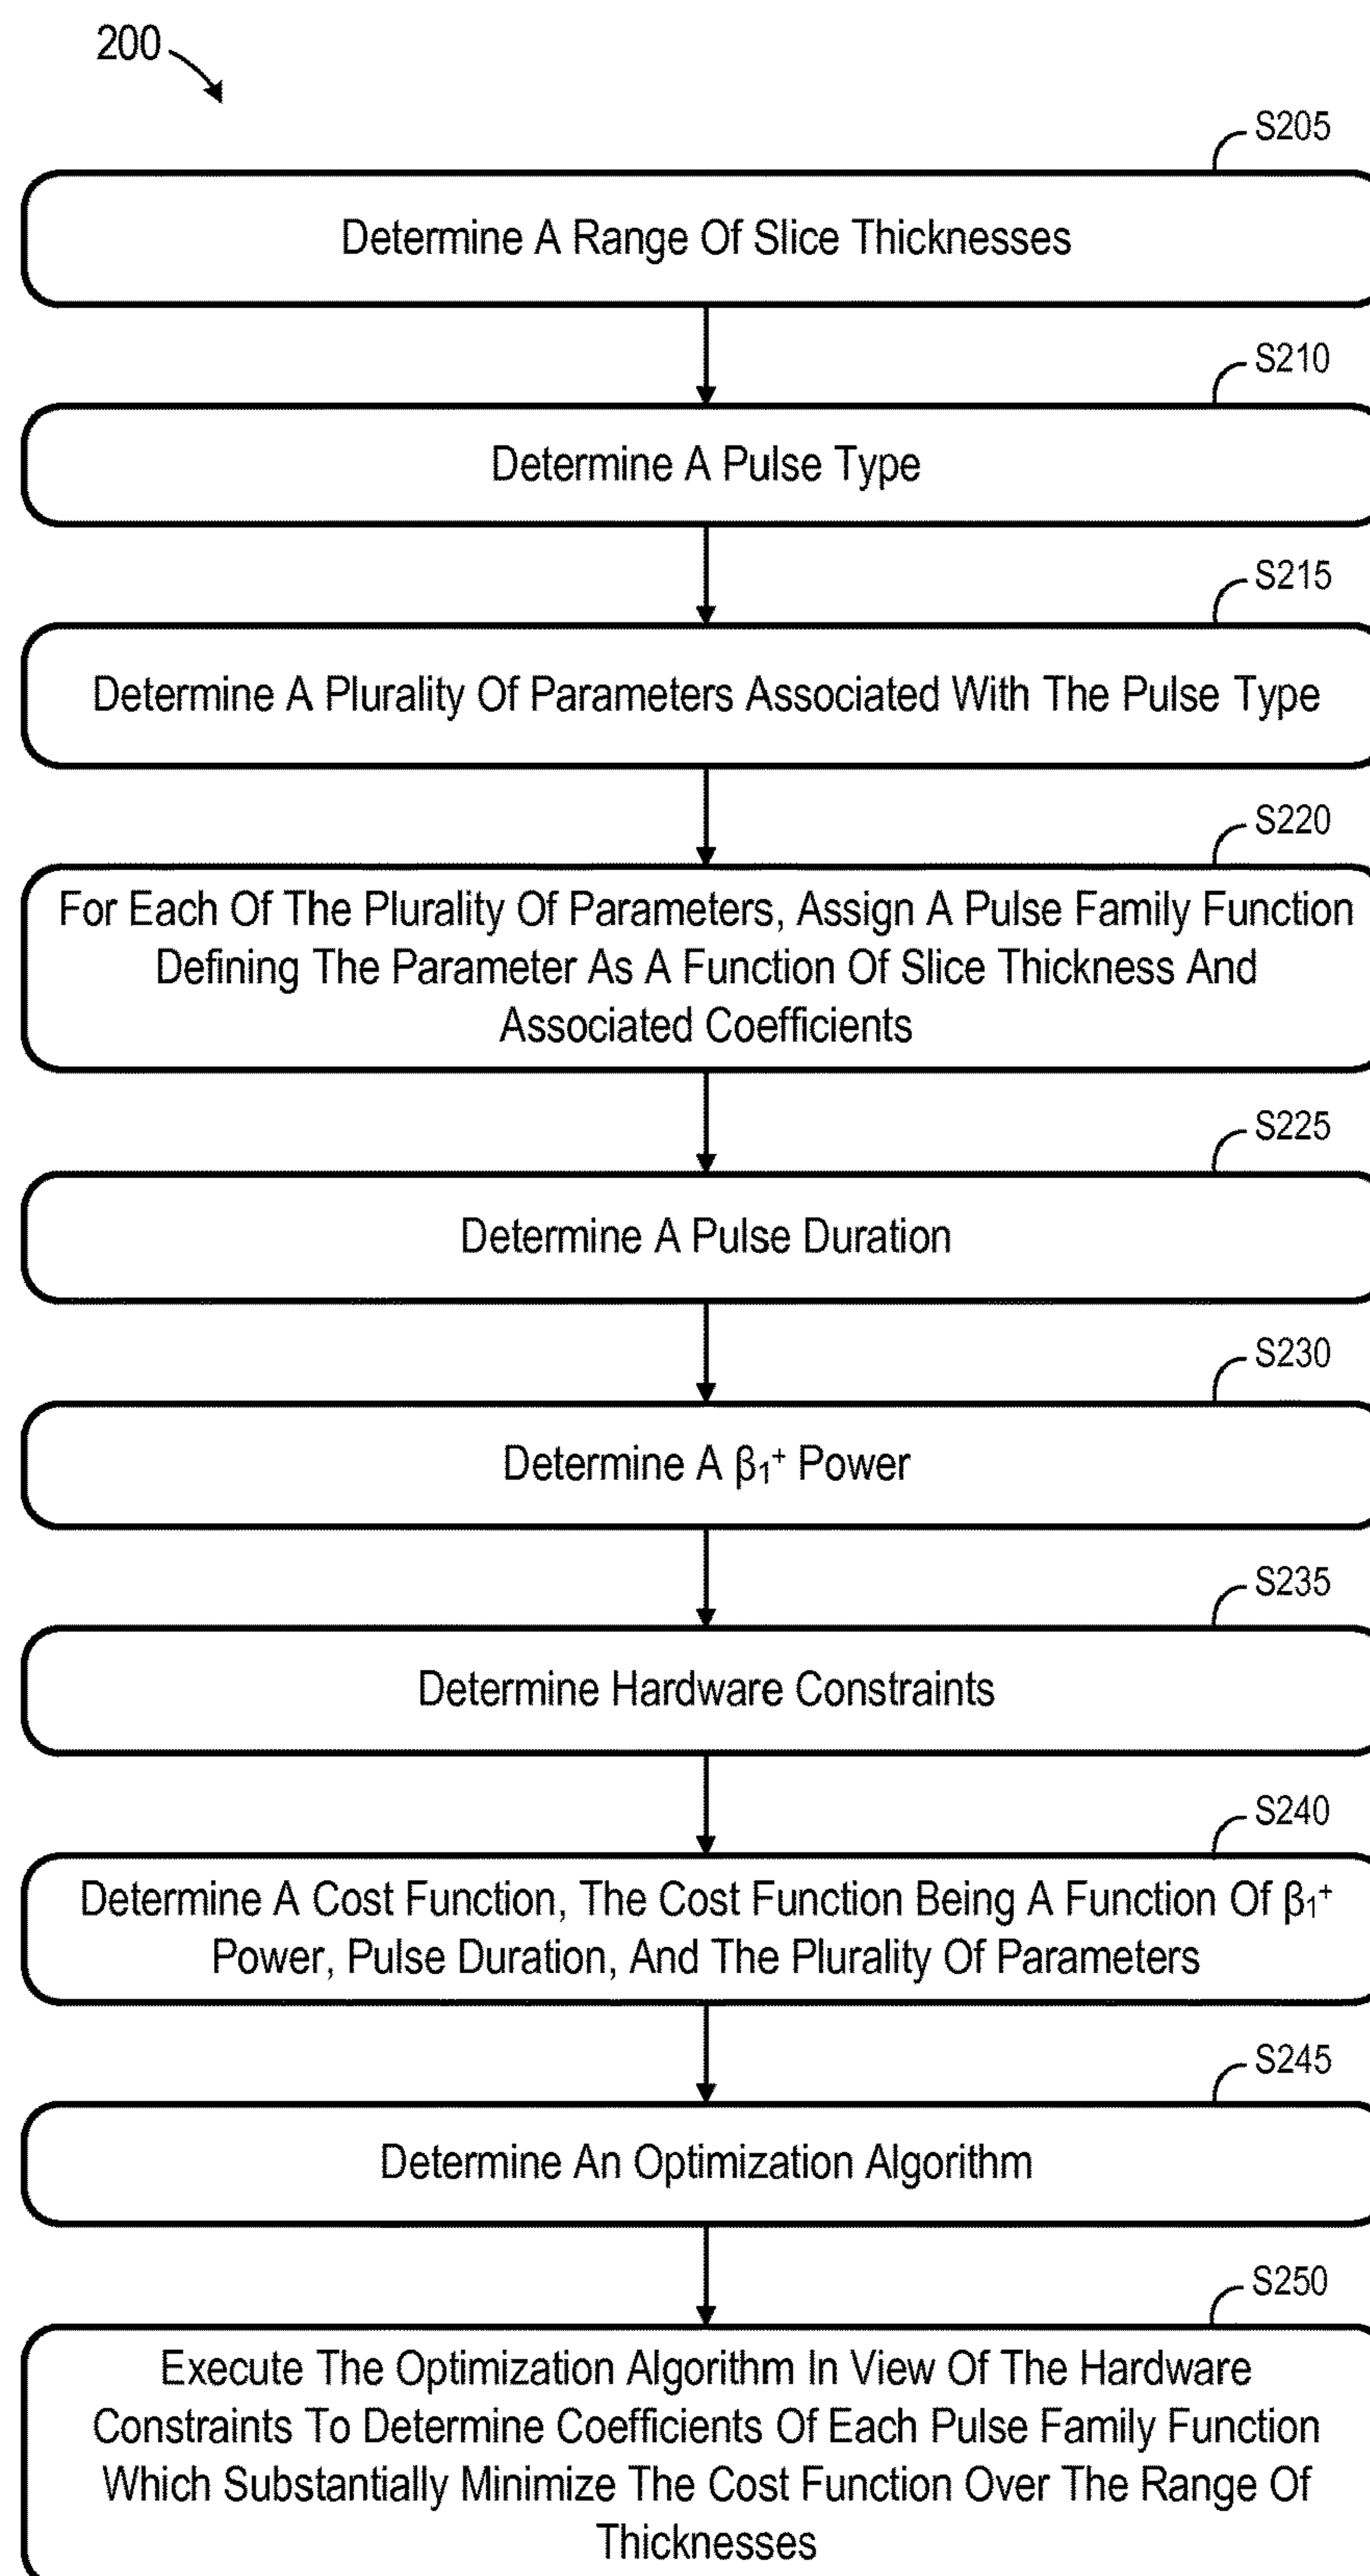 200
S205
Determine A Range Of Slice Thicknesses
S210
Determine A Pulse Type
S215
Determine A Plurality Of Parameters Associated With The Pulse Type
S220
For Each Of The Plurality Of Parameters, Assign A Pulse Family Function
Defining The Parameter As A Function Of Slice Thickness And
Associated Coefficients
S225
Determine A Pulse Duration
S230
Determine A β₁⁺ Power
S235
Determine Hardware Constraints
S240
Determine A Cost Function, The Cost Function Being A Function Of β₁⁺
Power, Pulse Duration, And The Plurality Of Parameters
S245
Determine An Optimization Algorithm
S250
Execute The Optimization Algorithm In View Of The Hardware
Constraints To Determine Coefficients Of Each Pulse Family Function
Which Substantially Minimize The Cost Function Over The Range Of
Thicknesses